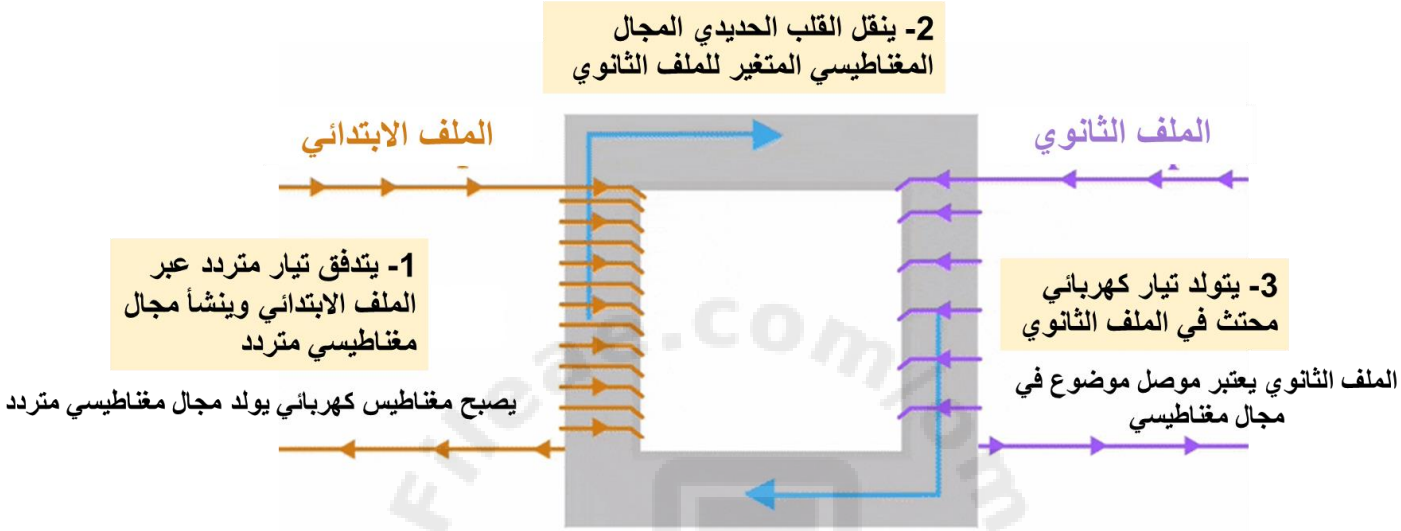 2- ينقل القلب الحديدي المجال
المغناطيسي المتغير للملف الثانوي
الملف الثانوي
الملف الابتدائي
1- يتدفق تيار متردد عبر
الملف الابتدائي وينشأ مجال
مغناطيسي متردد
3- يتولد تيار كهربائي
محتث في الملف الثانوي
الملف الثانوي يعتبر موصل موضوع في
مجال مغناطيسي
يصبح مغناطيس كهربائي يولد مجال مغناطيسي متردد